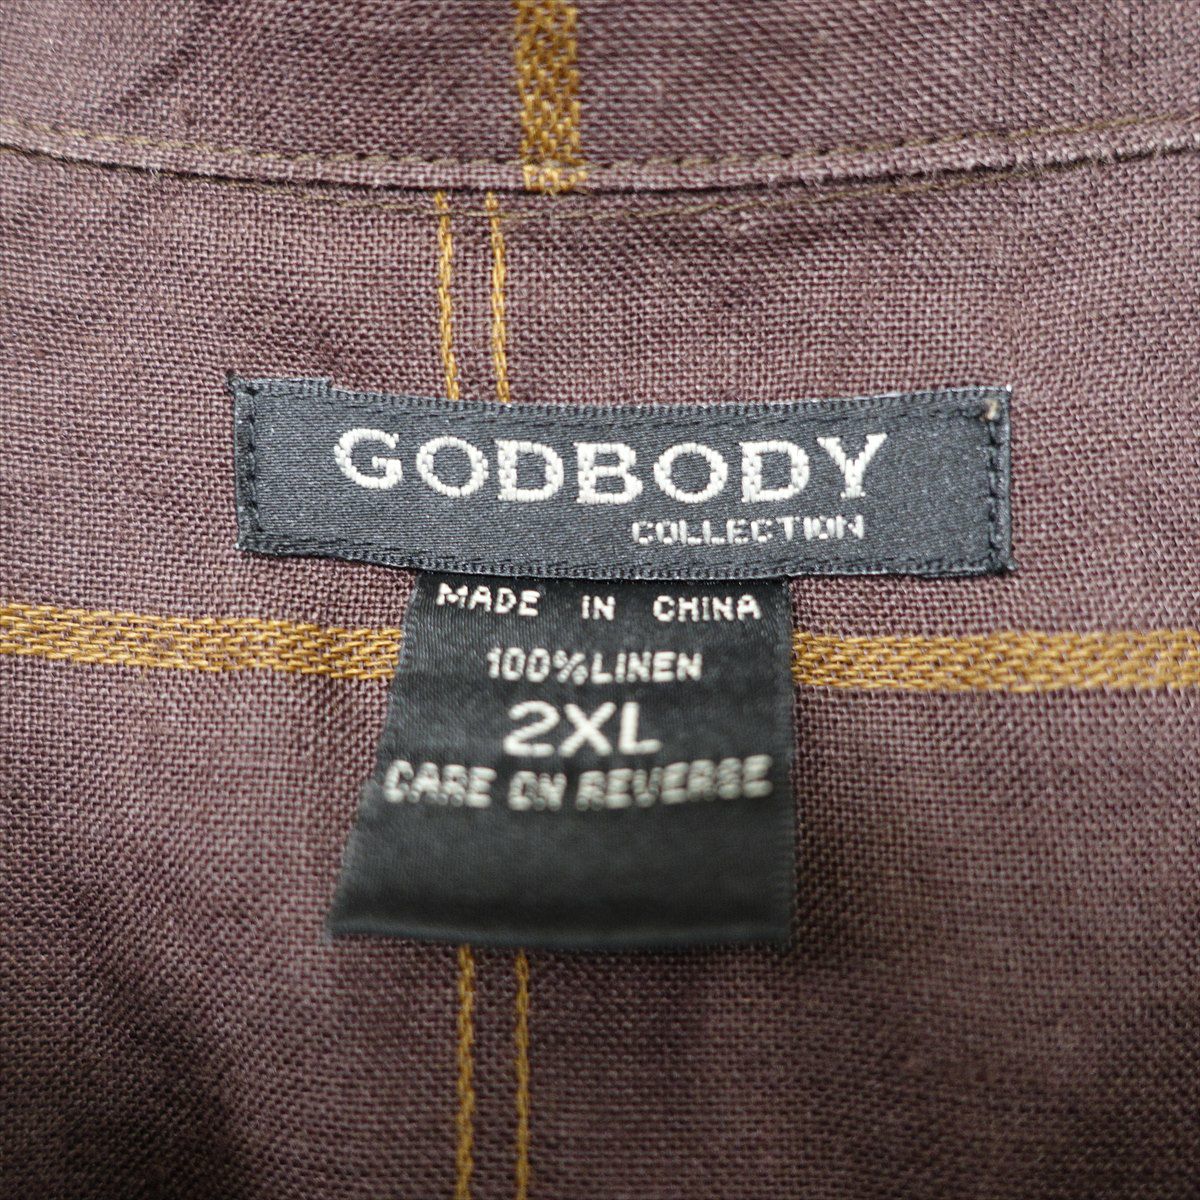 GODBODY
COLLECTION
MADE IN CHINA
100%LINEN
2XL
CARE ON REVERSE